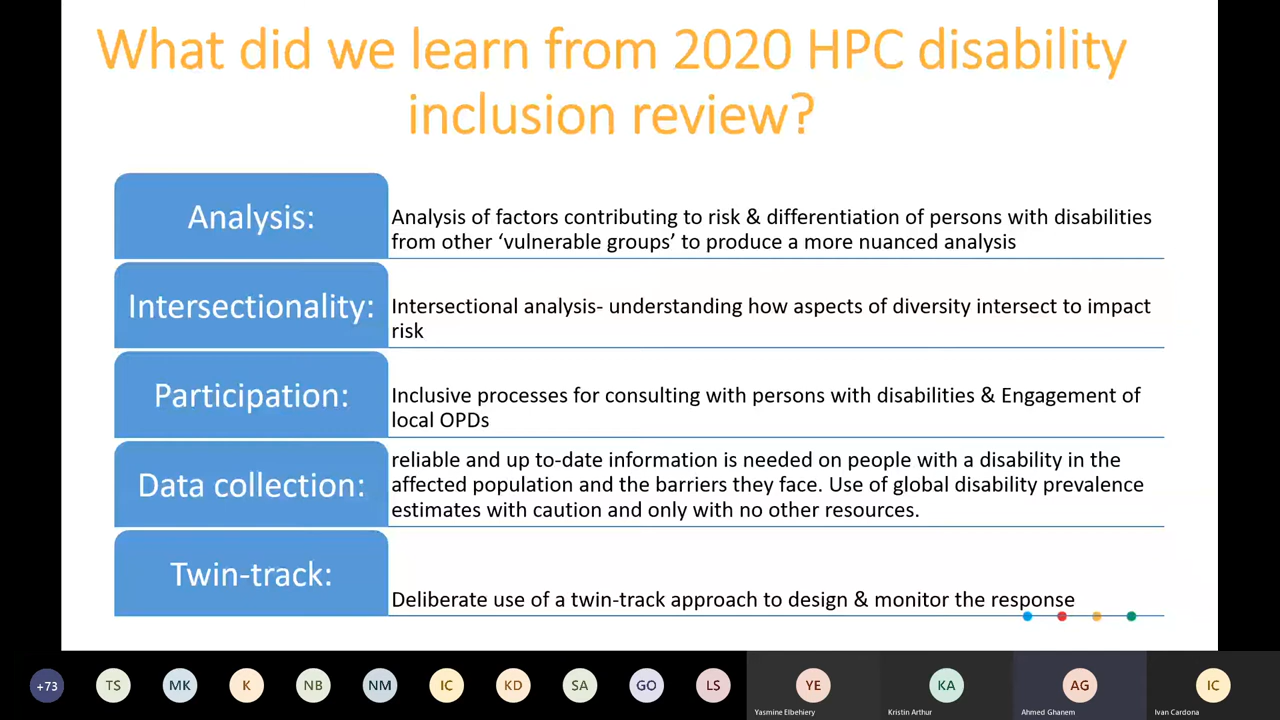 What did we learn from 2020 HPC disability
inclusion review?
Analysis:
Analysis of factors contributing to risk & differentiation of persons with disabilities
from other ‘vulnerable groups’ to produce a more nuanced analysis
Intersectionality:
Intersectional analysis- understanding how aspects of diversity intersect to impact
risk
Participation:
Inclusive processes for consulting with persons with disabilities & Engagement of
local OPDs
Data collection:
reliable and up to-date information is needed on people with a disability in the
affected population and the barriers they face. Use of global disability prevalence
estimates with caution and only with no other resources.
Twin-track:
Deliberate use of a twin-track approach to design & monitor the response
+73
TS
MK
K
NB
NM
IC
KD
SA
GO
LS
YE
KA
AG
IC
Yasmine Elbehiery
Kristin Arthur
Ahmed Ghanem
Ivan Cardona